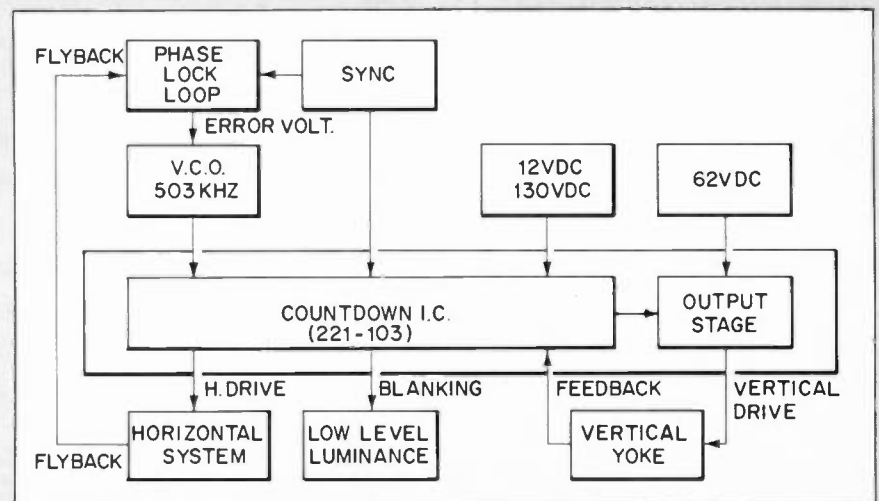 FLYBACK
PHASE
LOCK
LOOP
SYNC
ERROR VOLT.
V.C.O.
503 KHZ
12VDC
130VDC
62VDC
COUNTDOWN I.C.
(221-103)
OUTPUT
STAGE
H. DRIVE
BLANKING
FEEDBACK
VERTICAL
DRIVE
HORIZONTAL
SYSTEM
FLYBACK
LOW LEVEL
LUMINANCE
VERTICAL
YOKE